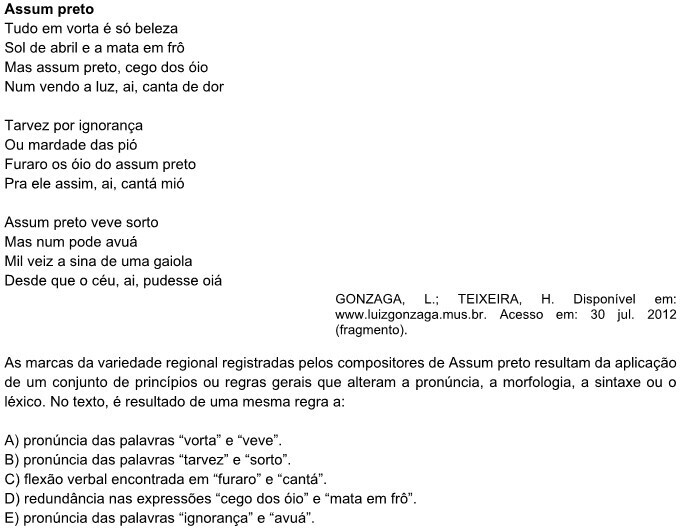 Assum preto
Tudo em vorta é só beleza
Sol de abril e a mata em frô
Mas assum preto, cego dos óio
Num vendo a luz, ai, canta de dor
Tarvez por ignorança
Ou mardade das pió
Furaro os óio do assum preto
Pra ele assim, ai, cantá mió
Assum preto veve sorto
Mas num pode avuá
Mil veiz a sina de uma gaiola
Desde que o céu, ai, pudesse oiá
GONZAGA, L.; TEIXEIRA, H. Disponível em:
www.luizgonzaga.mus.br. Acesso em: 30 jul. 2012
(fragmento).
As marcas da variedade regional registradas pelos compositores de Assum preto resultam da aplicação
de um conjunto de princípios ou regras gerais que alteram a pronúncia, a morfologia, a sintaxe ou o
léxico. No texto, é resultado de uma mesma regra a:
A) pronúncia das palavras “vorta” e “veve”.
B) pronúncia das palavras “tarvez” e “sorto”.
C) flexão verbal encontrada em “furaro” e “cantá”.
D) redundância nas expressões “cego dos óio” e “mata em frô”.
E) pronúncia das palavras “ignorança” e “avuá”.